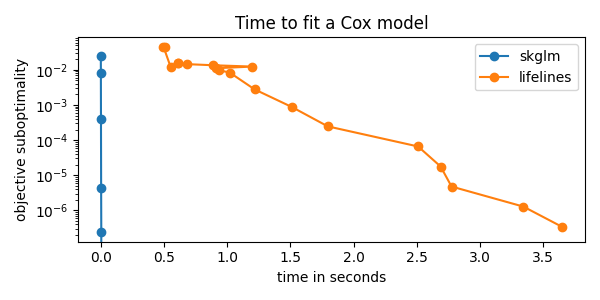 Time to fit a Cox model
objective suboptimality
10⁻²
10⁻³
10⁻⁴
10⁻⁵
10⁻⁶
skglm
lifelines
0.0 0.5 1.0 1.5 2.0 2.5 3.0 3.5
time in seconds